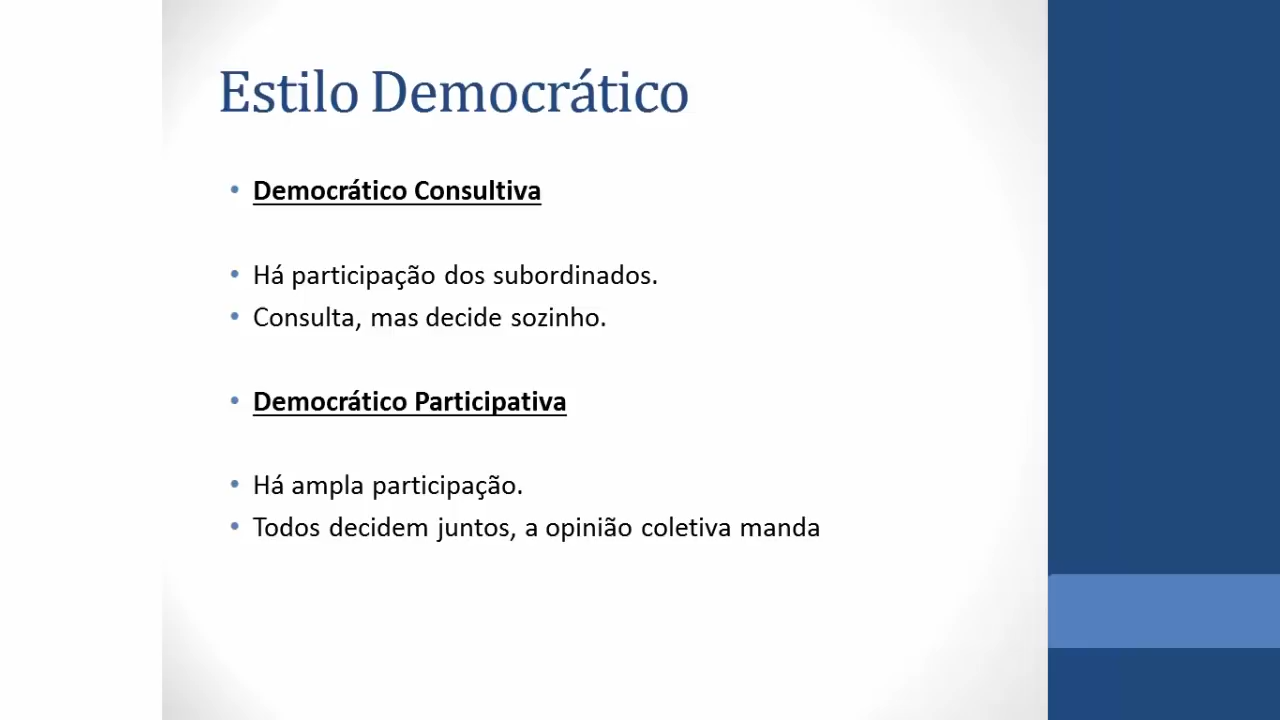 Estilo Democrático
• Democrático Consultiva
• Há participação dos subordinados.
• Consulta, mas decide sozinho.
• Democrático Participativa
• Há ampla participação.
• Todos decidem juntos, a opinião coletiva manda